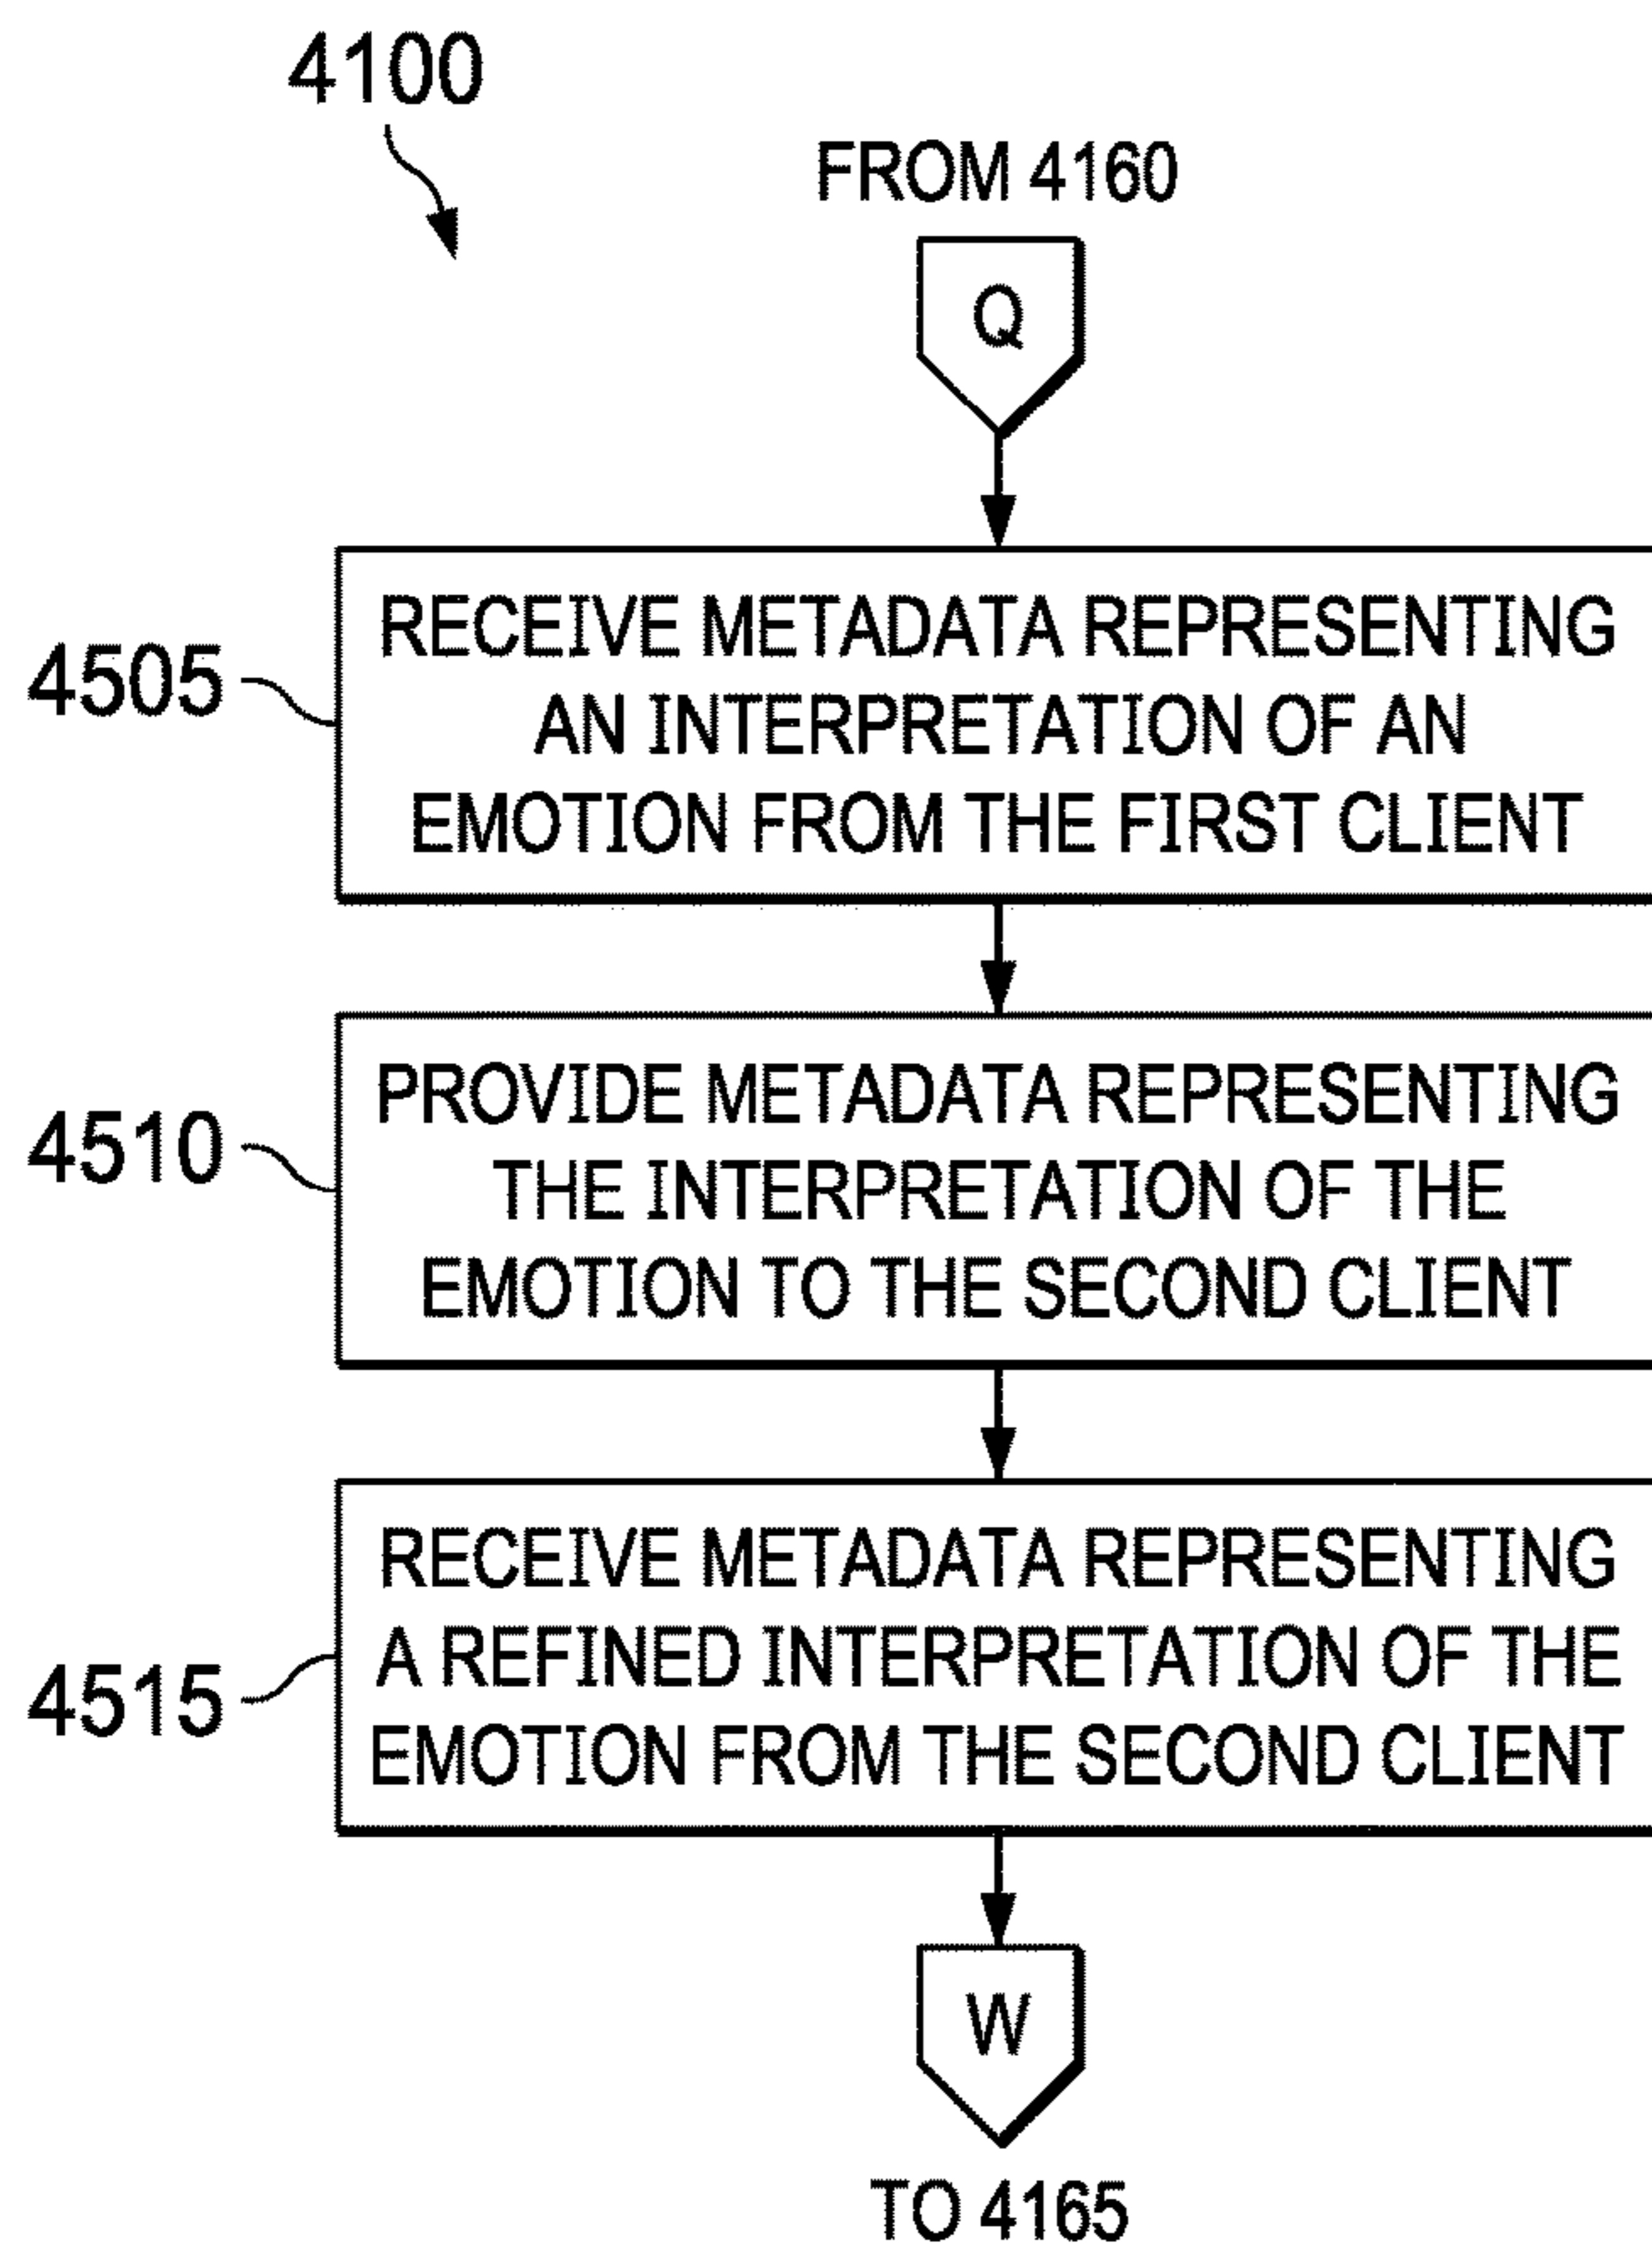 4100
FROM 4160
Q
RECEIVE METADATA REPRESENTING
AN INTERPRETATION OF AN
EMOTION FROM THE FIRST CLIENT
4505
PROVIDE METADATA REPRESENTING
THE INTERPRETATION OF THE
EMOTION TO THE SECOND CLIENT
4510
RECEIVE METADATA REPRESENTING
A REFINED INTERPRETATION OF THE
EMOTION FROM THE SECOND CLIENT
4515
W
TO 4165